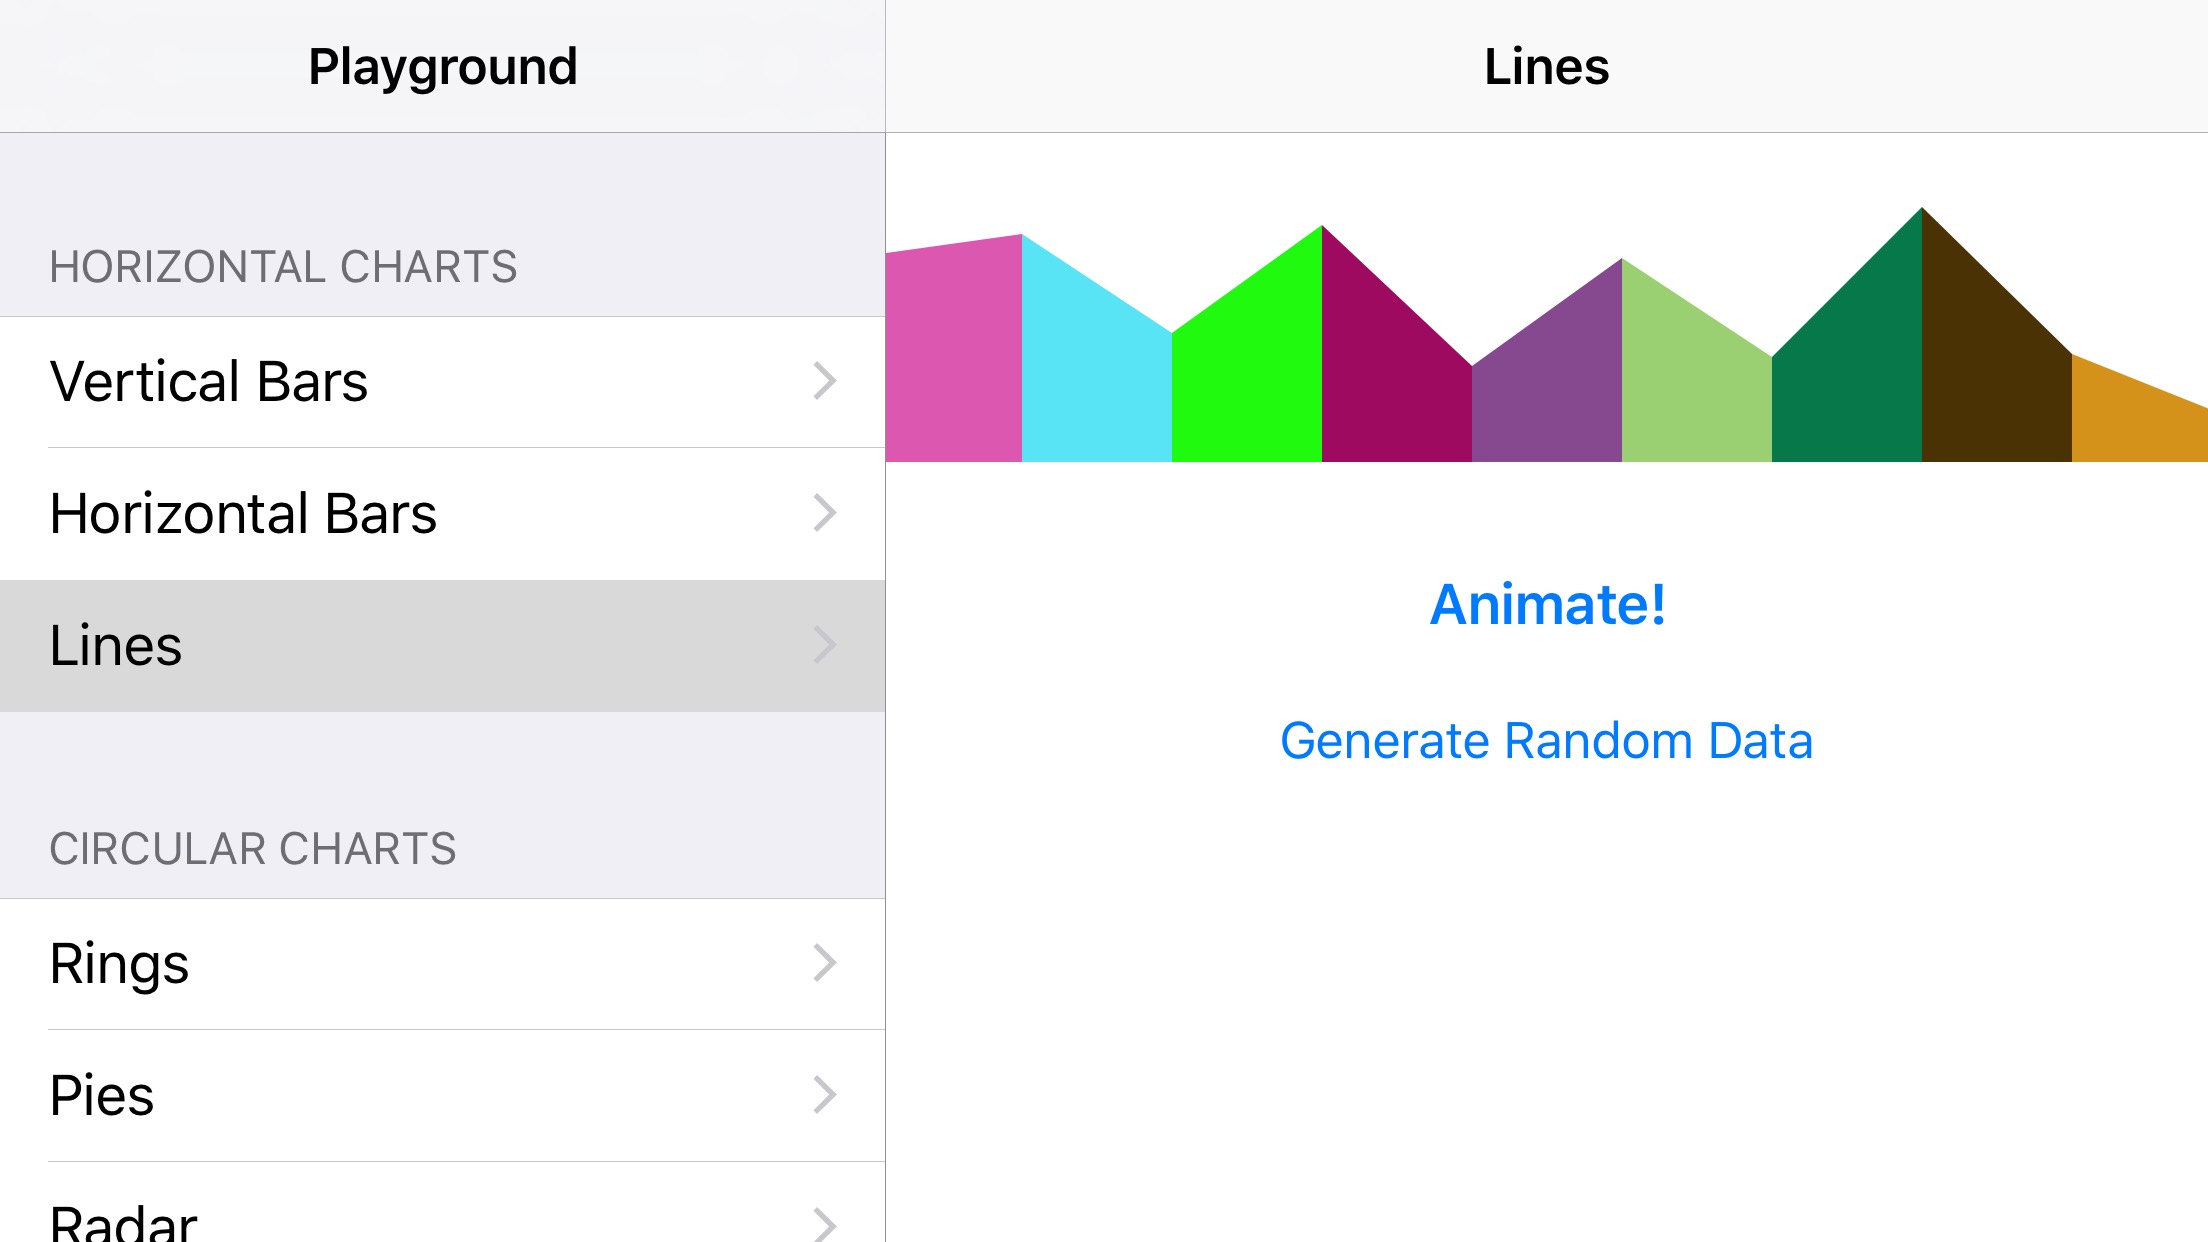 Playground
HORIZONTAL CHARTS
Vertical Bars
Horizontal Bars
Lines
CIRCULAR CHARTS
Rings
Pies
Radar
Lines
Animate!
Generate Random Data